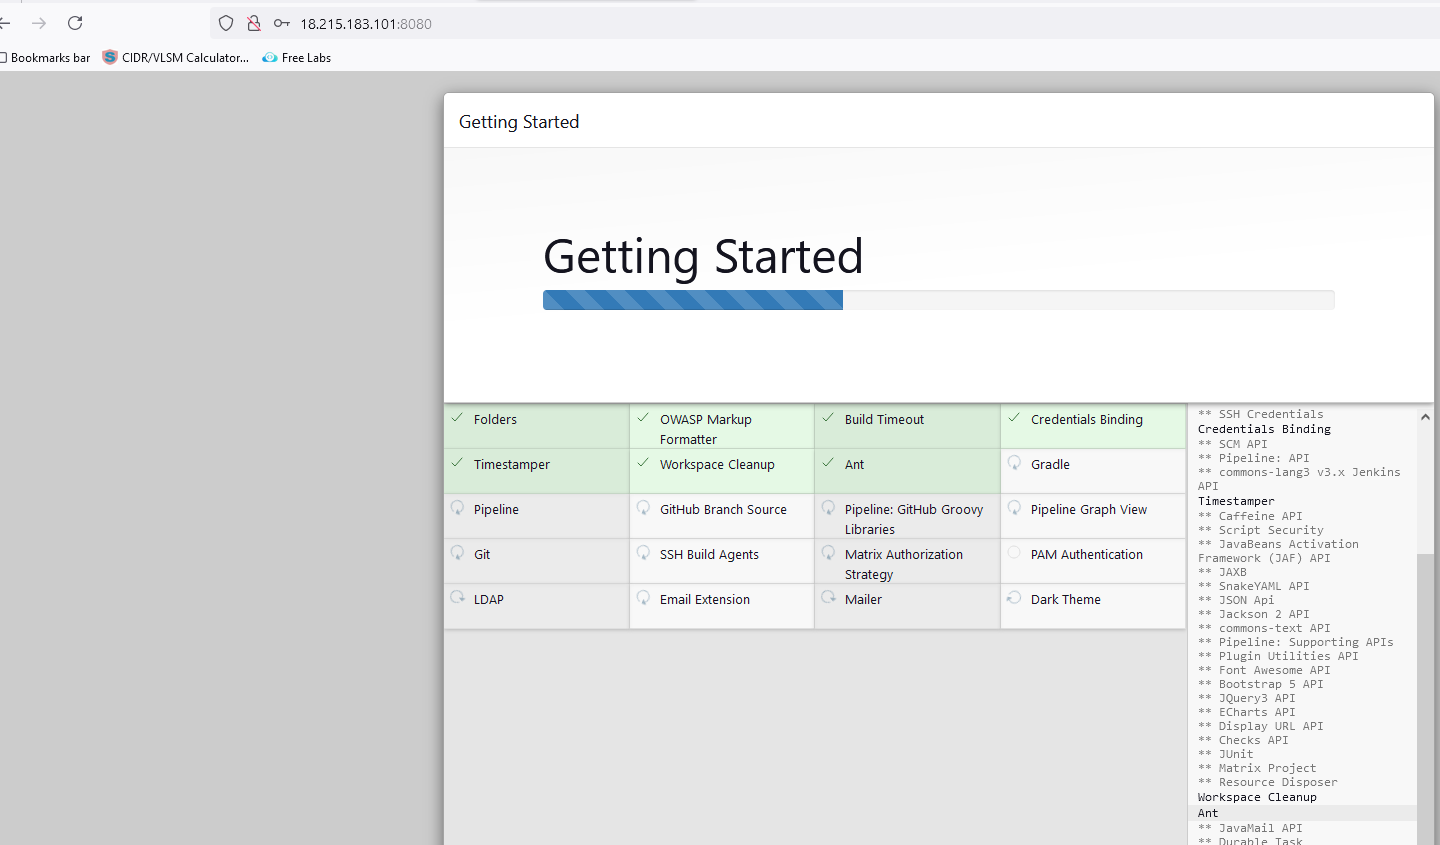 18.215.183.101:8080
Bookmarks bar
CIDR/VLSM Calculator...
Free Labs
Getting Started
Getting Started
Folders
OWASP Markup
Formatter
Build Timeout
Credentials Binding
Timestamper
Workspace Cleanup
Ant
Gradle
Pipeline
GitHub Branch Source
Pipeline: GitHub Groovy
Libraries
Pipeline Graph View
Git
SSH Build Agents
Matrix Authorization
Strategy
PAM Authentication
LDAP
Email Extension
Mailer
Dark Theme
** SSH Credentials
Credentials Binding
** SCM API
** Pipeline: API
** commons-lang3 v3.x Jenkins
API
Timestamper
** Caffeine API
** Script Security
** JavaBeans Activation
Framework (JAF) API
** JAXB
** SnakeYAML API
** JSON Api
** Jackson 2 API
** commons-text API
** Pipeline: Supporting APIs
** Plugin Utilities API
** Font Awesome API
** Bootstrap 5 API
** JQuery3 API
** ECharts API
** Display URL API
** Checks API
** JUnit
** Matrix Project
** Resource Disposer
Workspace Cleanup
Ant
** JavaMail API
** Durable Task